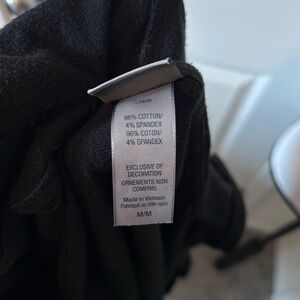 96% COTTON/
4% SPANDEX
96% COTON/
4% SPANDEX
EXCLUSIVE OF
DECORATION
ORNEMENTS NON
COMPRIS
Made in Vietnam
Fabriqué au Việt-nam
M/M